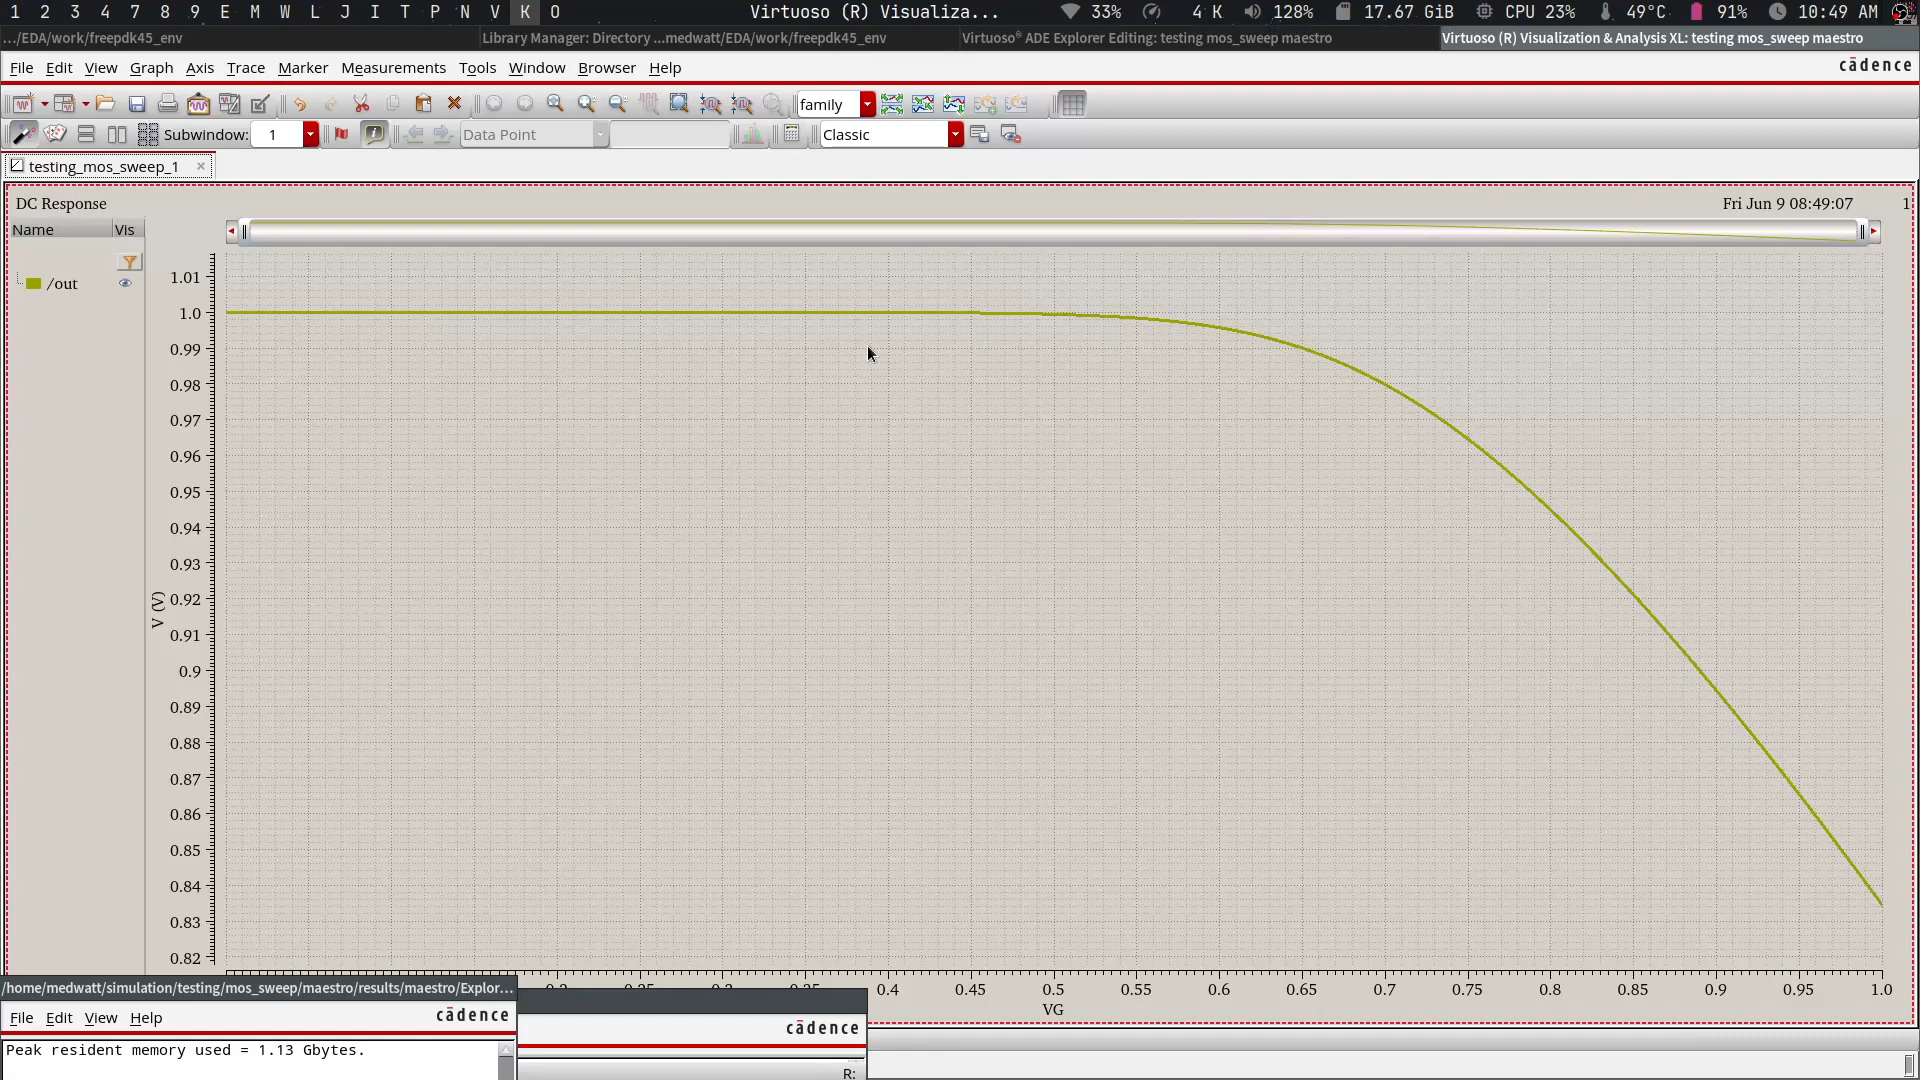 1 2 3 4 7 8 9 E M W L J I T P N V K O Virtuoso (R) Visualiza... 33% 4 K 128% 17.67 GiB CPU 23% 49°C 91% 10:49 AM
.../EDA/work/freepdk45_env Library Manager: Directory ...medwatt/EDA/work/freepdk45_env Virtuoso® ADE Explorer Editing: testing mos_sweep maestro Virtuoso (R) Visualization & Analysis XL: testing mos_sweep maestro
File Edit View Graph Axis Trace Marker Measurements Tools Window Browser Help cādence
family
Subwindow: 1 Data Point Classic
testing_mos_sweep_1
DC Response Fri Jun 9 08:49:07 1
Name Vis
/out
1.01
1.0
0.99
0.98
0.97
0.96
0.95
0.94
0.93
0.92
0.91
0.9
0.89
0.88
0.87
0.86
0.85
0.84
0.83
0.82
V (V)
0.4 0.45 0.5 0.55 0.6 0.65 0.7 0.75 0.8 0.85 0.9 0.95 1.0
VG
/home/medwatt/simulation/testing/mos_sweep/maestro/results/maestro/Explor...
File Edit View Help cādence
cādence
Peak resident memory used = 1.13 Gbytes.
R: